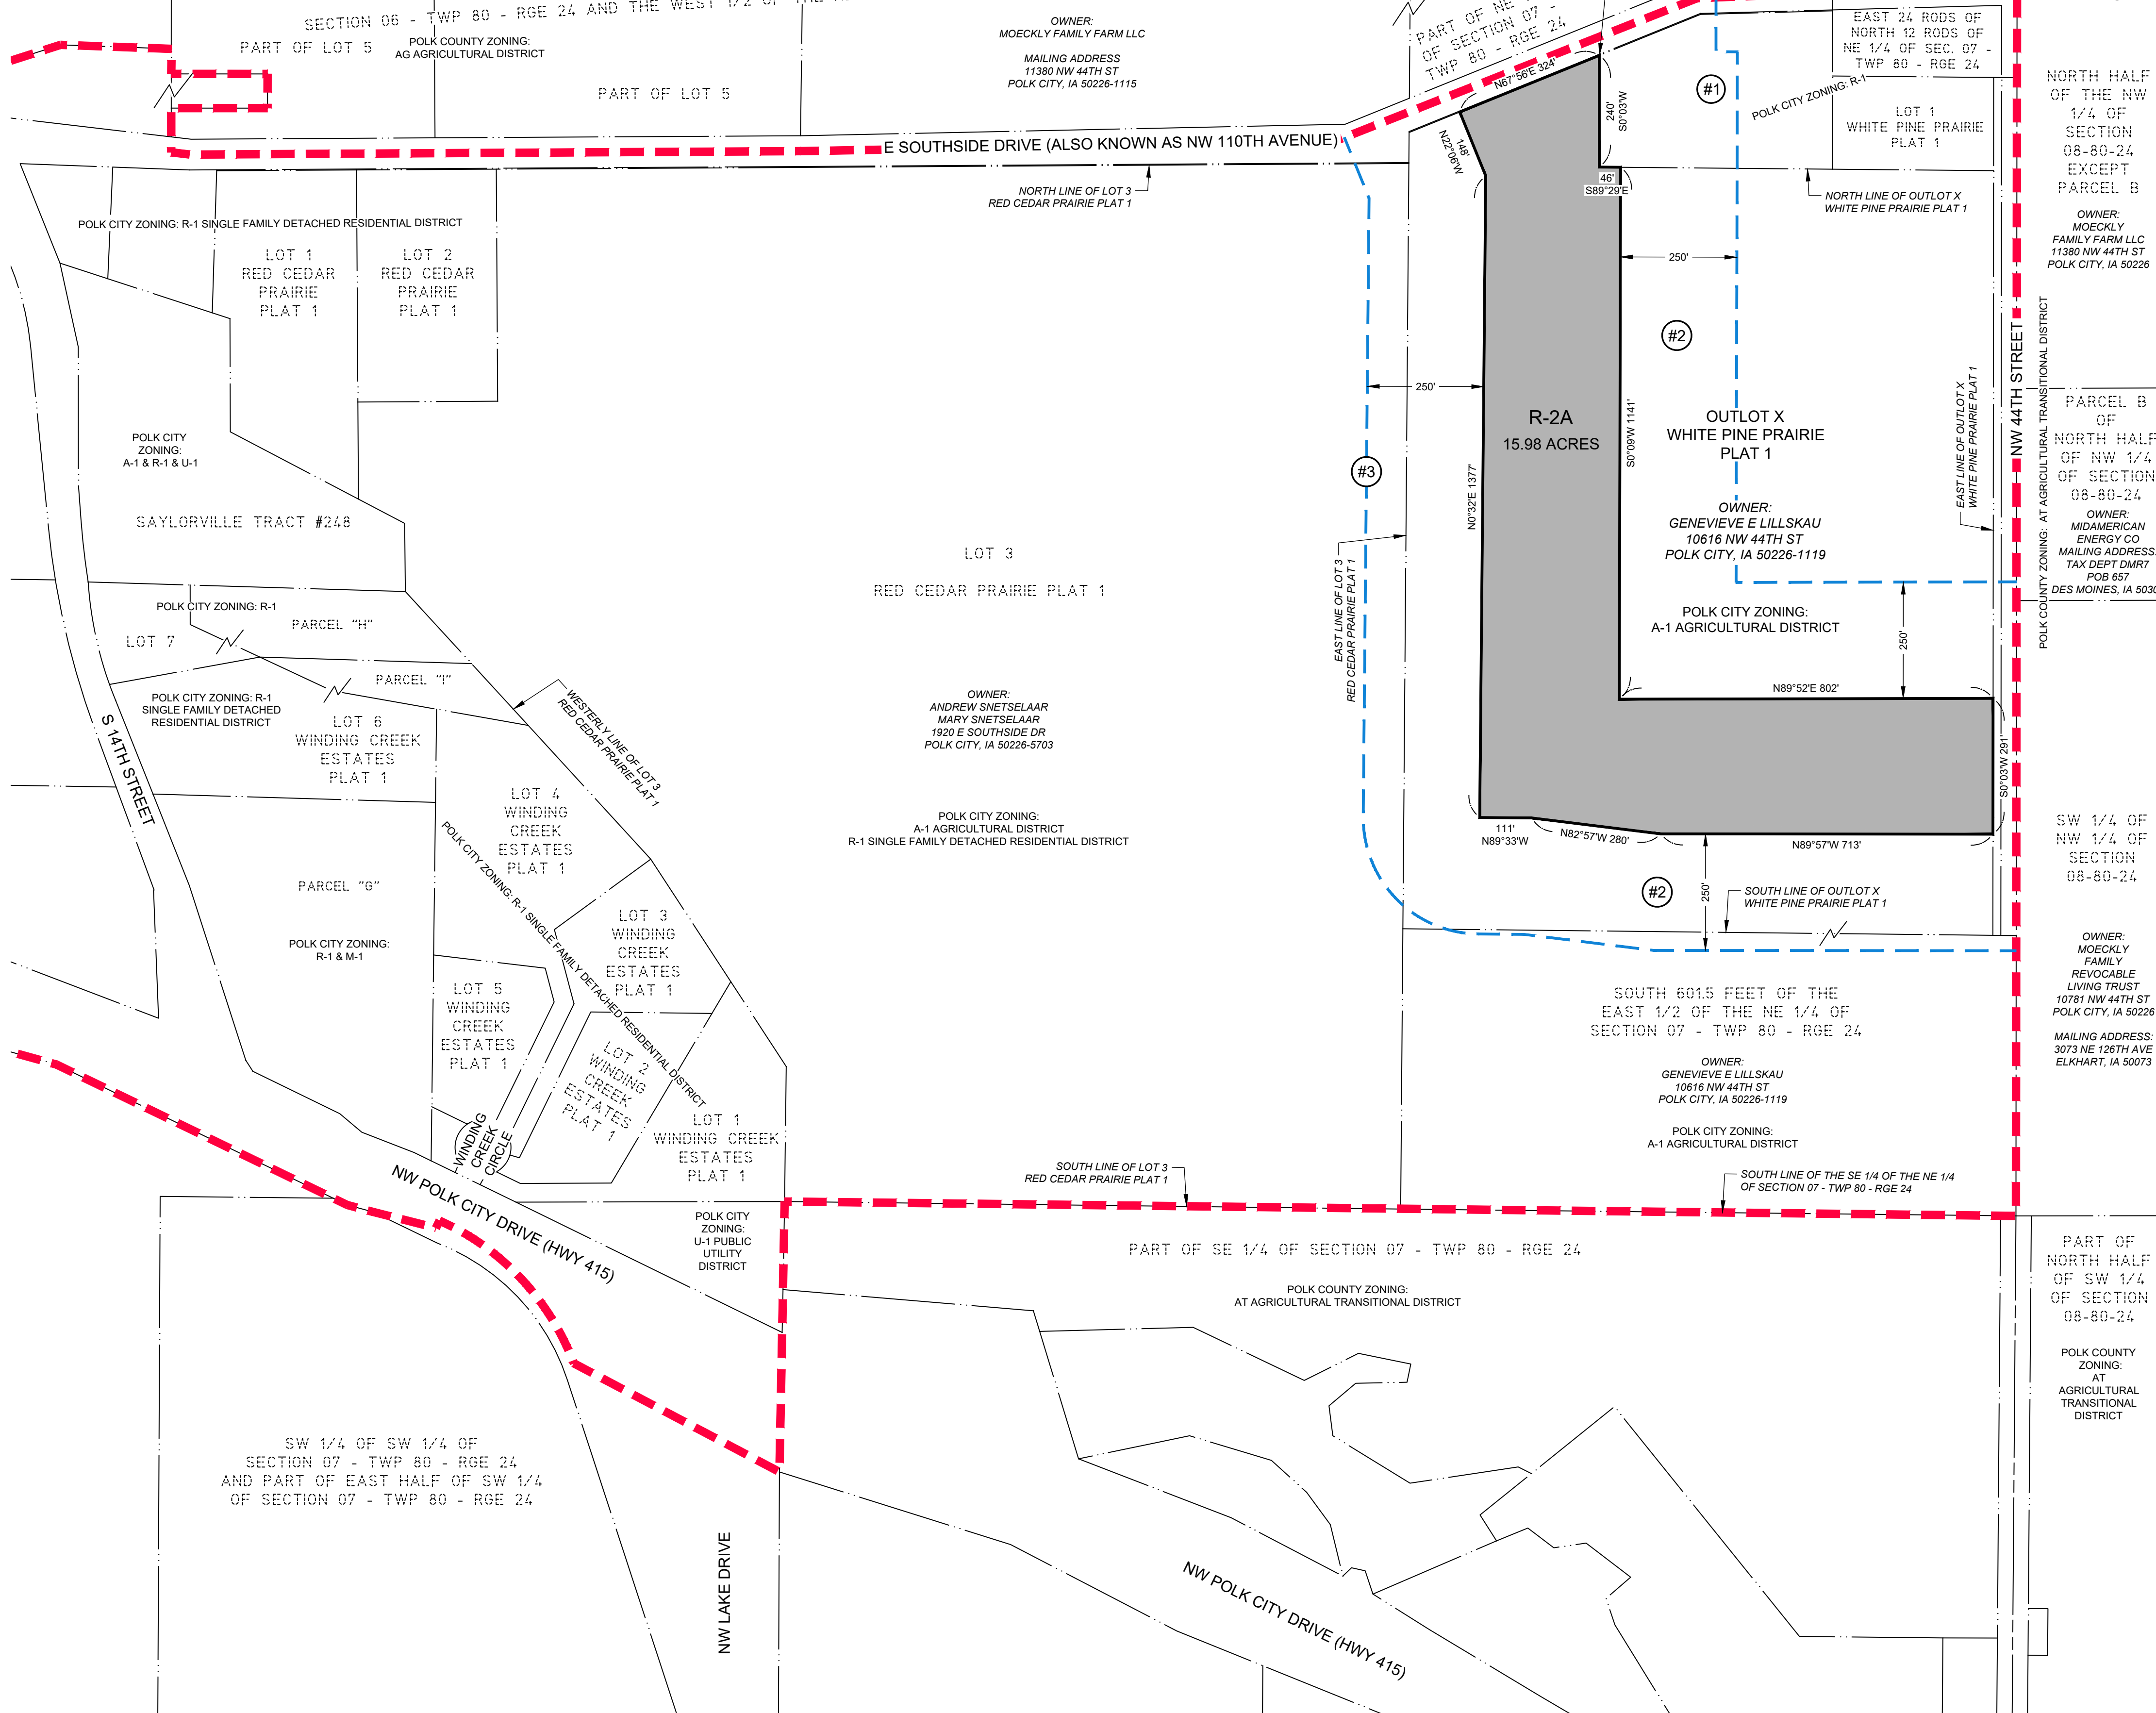 SECTION 06 - TWP 80 - RGE 24 AND THE WEST 1/2 OF THE
PART OF LOT 5
POLK COUNTY ZONING:
AG AGRICULTURAL DISTRICT
PART OF LOT 5
OWNER:
MOECKLY FAMILY FARM LLC
MAILING ADDRESS
11380 NW 44TH ST
POLK CITY, IA 50226-1115
PART OF NE
OF SECTION 07 -
TWP 80 - RGE 24
EAST 24 RODS OF
NORTH 12 RODS OF
NE 1/4 OF SEC. 07 -
TWP 80 - RGE 24
#1
POLK CITY ZONING: R-1
LOT 1
WHITE PINE PRAIRIE
PLAT 1
NORTH HALF
OF THE NW
1/4 OF
SECTION
08-80-24
EXCEPT
PARCEL B
OWNER:
MOECKLY
FAMILY FARM LLC
11380 NW 44TH ST
POLK CITY, IA 50226
E SOUTHSIDE DRIVE (ALSO KNOWN AS NW 110TH AVENUE)
N67°56'E 324'
240'
S0°03'W
148'
N22°06'W
46'
S89°29'E
NORTH LINE OF LOT 3
RED CEDAR PRAIRIE PLAT 1
NORTH LINE OF OUTLOT X
WHITE PINE PRAIRIE PLAT 1
POLK CITY ZONING: R-1 SINGLE FAMILY DETACHED RESIDENTIAL DISTRICT
LOT 1
RED CEDAR
PRAIRIE
PLAT 1
LOT 2
RED CEDAR
PRAIRIE
PLAT 1
250'
#2
250'
R-2A
15.98 ACRES
S0°09'W 1141'
N0°32'E 1377'
OUTLOT X
WHITE PINE PRAIRIE
PLAT 1
OWNER:
GENEVIEVE E LILLSKAU
10616 NW 44TH ST
POLK CITY, IA 50226-1119
POLK CITY ZONING:
A-1 AGRICULTURAL DISTRICT
EAST LINE OF OUTLOT X
WHITE PINE PRAIRIE PLAT 1
NW 44TH STREET
POLK COUNTY ZONING: AT AGRICULTURAL TRANSITIONAL DISTRICT
PARCEL B
OF
NORTH HALF
OF NW 1/4
OF SECTION
08-80-24
OWNER:
MIDAMERICAN
ENERGY CO
MAILING ADDRESS:
TAX DEPT DMR7
POB 657
DES MOINES, IA
#3
EAST LINE OF LOT 3
RED CEDAR PRAIRIE PLAT 1
POLK CITY
ZONING:
A-1 & R-1 & U-1
SAYLORVILLE TRACT #248
LOT 3
RED CEDAR PRAIRIE PLAT 1
POLK CITY ZONING: R-1
PARCEL "H"
LOT 7
PARCEL "I"
POLK CITY ZONING: R-1
SINGLE FAMILY DETACHED
RESIDENTIAL DISTRICT
S 14TH STREET
LOT 6
WINDING CREEK
ESTATES
PLAT 1
WESTERLY LINE OF LOT 3
RED CEDAR PRAIRIE PLAT 1
OWNER:
ANDREW SNETSELAAR
MARY SNETSELAAR
1920 E SOUTHSIDE DR
POLK CITY, IA 50226-5703
POLK CITY ZONING:
A-1 AGRICULTURAL DISTRICT
R-1 SINGLE FAMILY DETACHED RESIDENTIAL DISTRICT
250'
N89°52'E 802'
S0°03'W 291'
111'
N89°33'W
N82°57'W 280'
N89°57'W 713'
#2
250'
SOUTH LINE OF OUTLOT X
WHITE PINE PRAIRIE PLAT 1
LOT 4
WINDING
CREEK
ESTATES
PLAT 1
POLK CITY ZONING: R-1 SINGLE FAMILY DETACHED RESIDENTIAL DISTRICT
PARCEL "G"
POLK CITY ZONING:
R-1 & M-1
LOT 3
WINDING
CREEK
ESTATES
PLAT 1
LOT 5
WINDING
CREEK
ESTATES
PLAT 1
LOT 2
WINDING
CREEK
ESTATES
PLAT 1
LOT 1
WINDING CREEK
ESTATES
PLAT 1
WINDING
CREEK
CIRCLE
SW 1/4 OF
NW 1/4 OF
SECTION
08-80-24
OWNER:
MOECKLY
FAMILY
REVOCABLE
LIVING TRUST
10781 NW 44TH ST
POLK CITY, IA 50226
MAILING ADDRESS:
3073 NE 126TH AVE
ELKHART, IA 50073
SOUTH 601.5 FEET OF THE
EAST 1/2 OF THE NE 1/4 OF
SECTION 07 - TWP 80 - RGE 24
OWNER:
GENEVIEVE E LILLSKAU
10616 NW 44TH ST
POLK CITY, IA 50226-1119
POLK CITY ZONING:
A-1 AGRICULTURAL DISTRICT
SOUTH LINE OF LOT 3
RED CEDAR PRAIRIE PLAT 1
SOUTH LINE OF THE SE 1/4 OF THE NE 1/4
OF SECTION 07 - TWP 80 - RGE 24
NW POLK CITY DRIVE (HWY 415)
POLK CITY
ZONING:
U-1 PUBLIC
UTILITY
DISTRICT
PART OF SE 1/4 OF SECTION 07 - TWP 80 - RGE 24
POLK COUNTY ZONING:
AT AGRICULTURAL TRANSITIONAL DISTRICT
PART OF
NORTH HALF
OF SW 1/4
OF SECTION
08-80-24
POLK COUNTY
ZONING:
AT
AGRICULTURAL
TRANSITIONAL
DISTRICT
SW 1/4 OF SW 1/4 OF
SECTION 07 - TWP 80 - RGE 24
AND PART OF EAST HALF OF SW 1/4
OF SECTION 07 - TWP 80 - RGE 24
NW LAKE DRIVE
NW POLK CITY DRIVE (HWY 415)